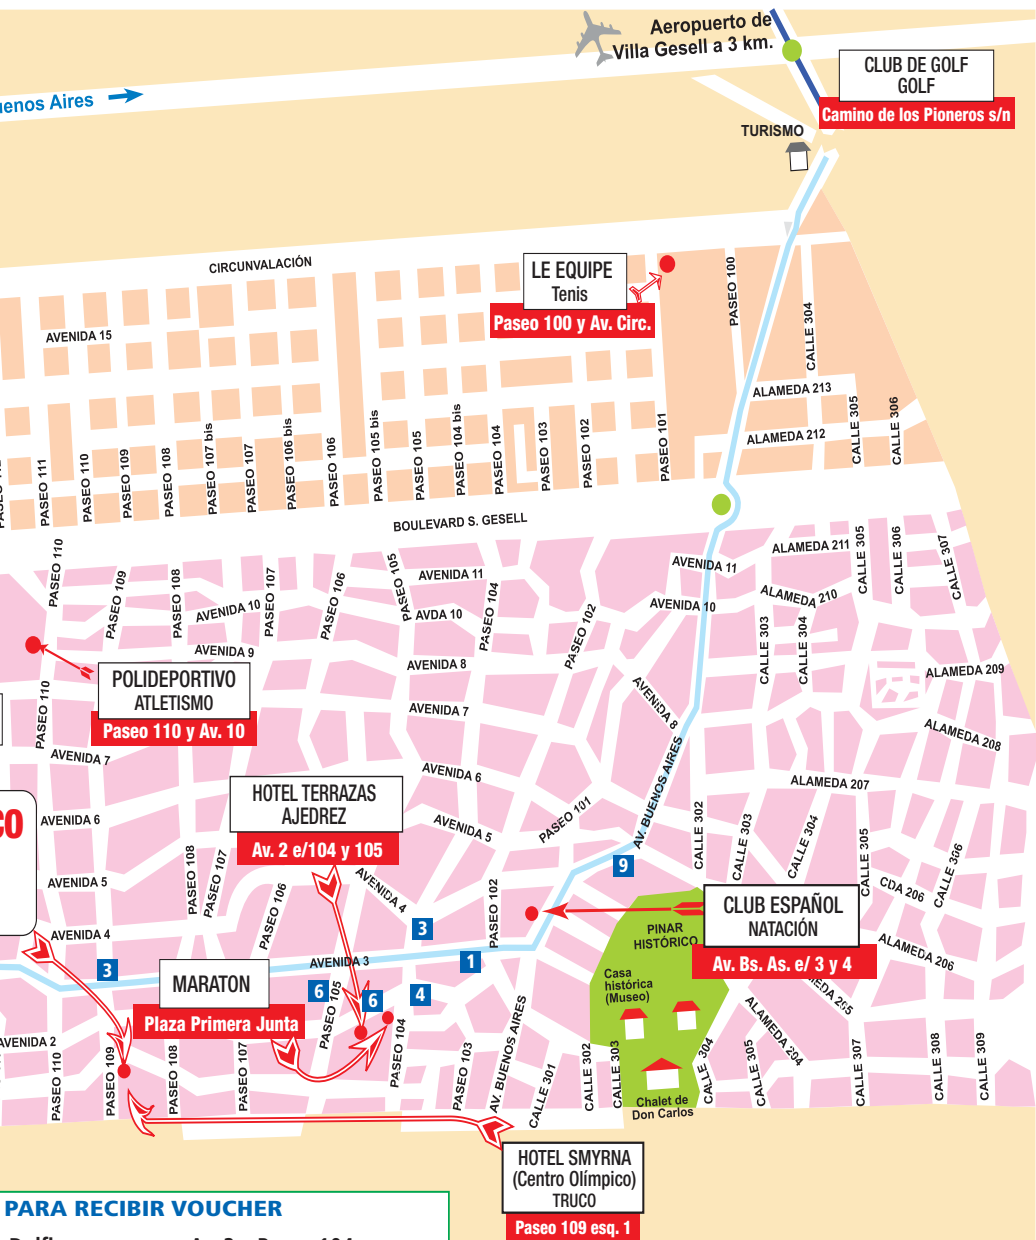 Aeropuerto de
Villa Gesell a 3 km.
CLUB DE GOLF
GOLF
Camino de los Pioneros s/n
Buenos Aires
TURISMO
CIRCUNVALACIÓN
LE EQUIPE
Tenis
Paseo 100 y Av. Circ.
PASEO 100
CALLE 304
AVENIDA 15
ALAMEDA 213
ALAMEDA 212
CALLE 305
CALLE 306
PASEO 111
PASEO 110
PASEO 109
PASEO 108
PASEO 107 bis
PASEO 107
PASEO 106 bis
PASEO 106
PASEO 105 bis
PASEO 105
PASEO 104 bis
PASEO 104
PASEO 103
PASEO 102
PASEO 101
BOULEVARD S. GESELL
PASEO 110
PASEO 109
PASEO 108
PASEO 107
PASEO 106
PASEO 105
AVENIDA 11
PASEO 104
PASEO 102
AVENIDA 11
ALAMEDA 211
CALLE 305
CALLE 306
CALLE 307
AVENIDA 10
AVDA 10
AVENIDA 10
ALAMEDA 210
CALLE 303
CALLE 304
AVENIDA 9
AVENIDA 8
AVENIDA 8
ALAMEDA 209
POLIDEPORTIVO
ATLETISMO
Paseo 110 y Av. 10
PASEO 110
AVENIDA 7
AVENIDA 7
ALAMEDA 208
AVENIDA 6
ALAMEDA 207
HOTEL TERRAZAS
AJEDREZ
Av. 2 e/104 y 105
CO
AVENIDA 6
AVENIDA 5
PASEO 101
AV. BUENOS AIRES
CALLE 302
CALLE 303
CALLE 304
CALLE 305
CALLE 306
PASEO 108
PASEO 107
PASEO 106
AVENIDA 5
AVENIDA 4
PASEO 102
9
CDA 206
CLUB ESPAÑOL
NATACIÓN
Av. Bs. As. e/ 3 y 4
PINAR
HISTÓRICO
AVENIDA 4
3
ALAMEDA 206
3
AVENIDA 3
1
MARATON
Plaza Primera Junta
6
6
4
PASEO 105
Casa
histórica
(Museo)
ALAMEDA 204
AVENIDA 2
PASEO 110
PASEO 109
PASEO 108
PASEO 107
PASEO 104
PASEO 103
AV. BUENOS AIRES
CALLE 301
CALLE 302
CALLE 303
CALLE 304
CALLE 305
CALLE 307
CALLE 308
CALLE 309
Chalet de
Don Carlos
HOTEL SMYRNA
(Centro Olímpico)
TRUCO
Paseo 109 esq. 1
PARA RECIBIR VOUCHER